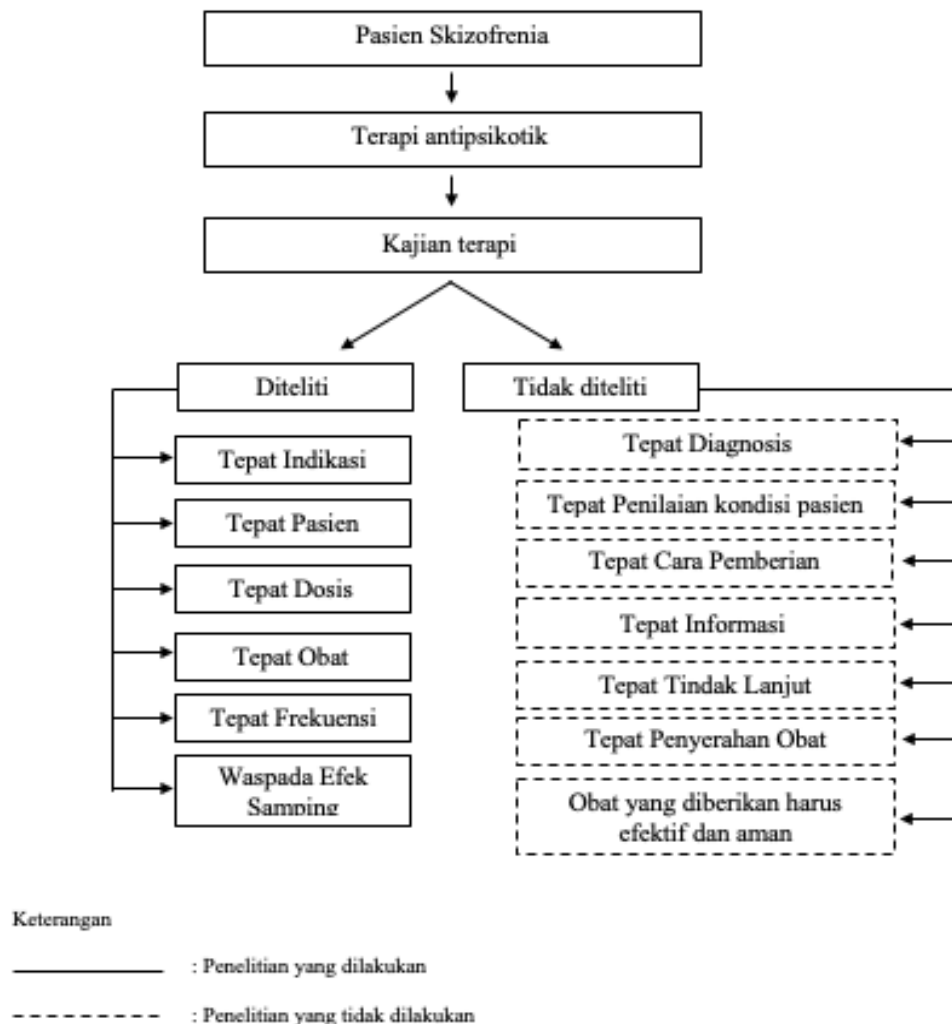 Pasien Skizofrenia
Terapi antipsikotik
Kajian terapi
Diteliti
Tepat Indikasi
Tepat Pasien
Tepat Dosis
Tepat Obat
Tepat Frekuensi
Waspada Efek
Samping
Tidak diteliti
Tepat Diagnosis
Tepat Penilaian kondisi pasien
Tepat Cara Pemberian
Tepat Informasi
Tepat Tindak Lanjut
Tepat Penyerahan Obat
Obat yang diberikan harus
efektif dan aman
Keterangan
: Penelitian yang dilakukan
: Penelitian yang tidak dilakukan